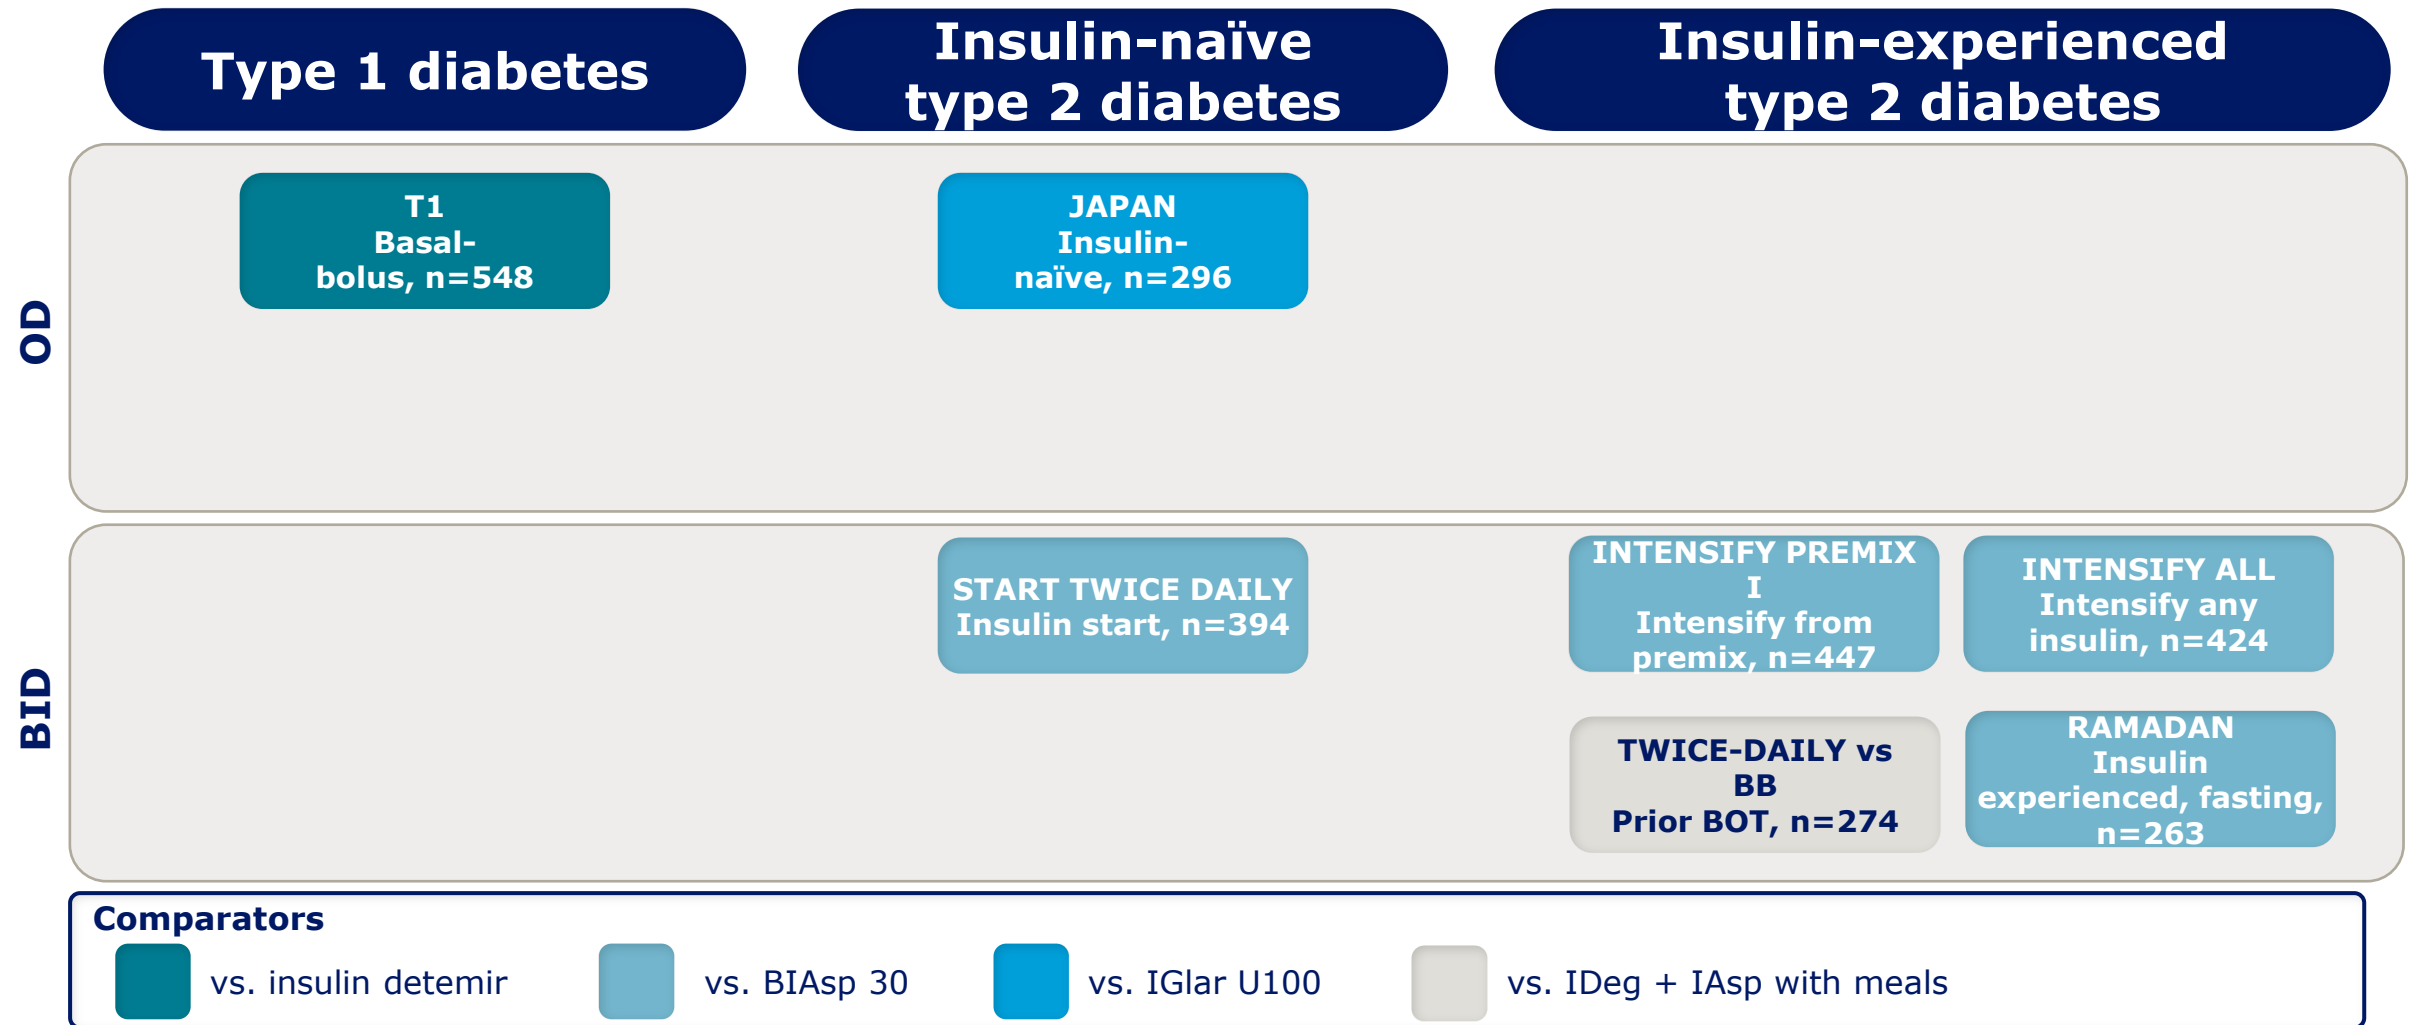 Type 1 diabetes
Insulin-naïve
type 2 diabetes
Insulin-experienced
type 2 diabetes
OD
T1
Basal-
bolus, n=548
JAPAN
Insulin-
naïve, n=296
BID
START TWICE DAILY
Insulin start, n=394
INTENSIFY PREMIX
I
Intensify from
premix, n=447
INTENSIFY ALL
Intensify any
insulin, n=424
TWICE-DAILY vs
BB
Prior BOT, n=274
RAMADAN
Insulin
experienced, fasting,
n=263
Comparators
vs. insulin detemir
vs. BIAsp 30
vs. IGlar U100
vs. IDeg + IAsp with meals